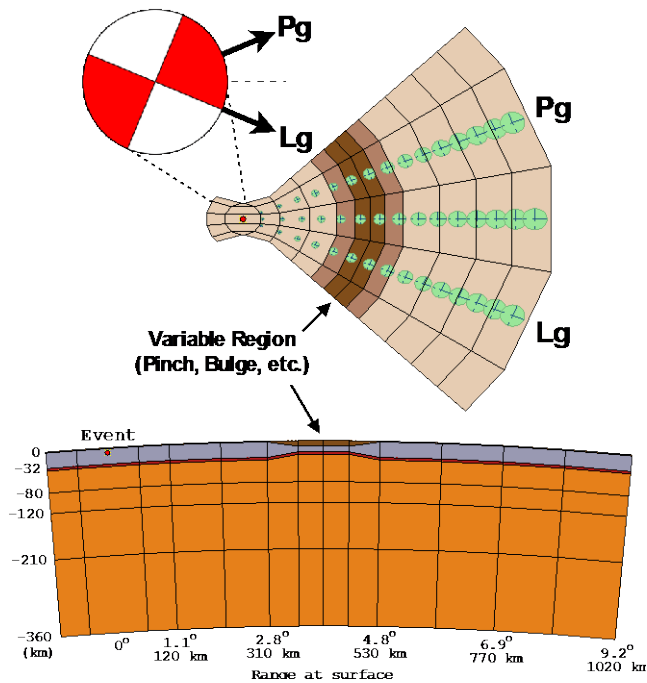 Pg
Lg
Pg
Lg
Variable Region
(Pinch, Bulge, etc.)
Event
0
-32
-80
-120
-210
-360
(km)
0° 1.1° 2.8° 4.8° 6.9° 9.2°
120 km 310 km 530 km 770 km 1020 km
Range at surface